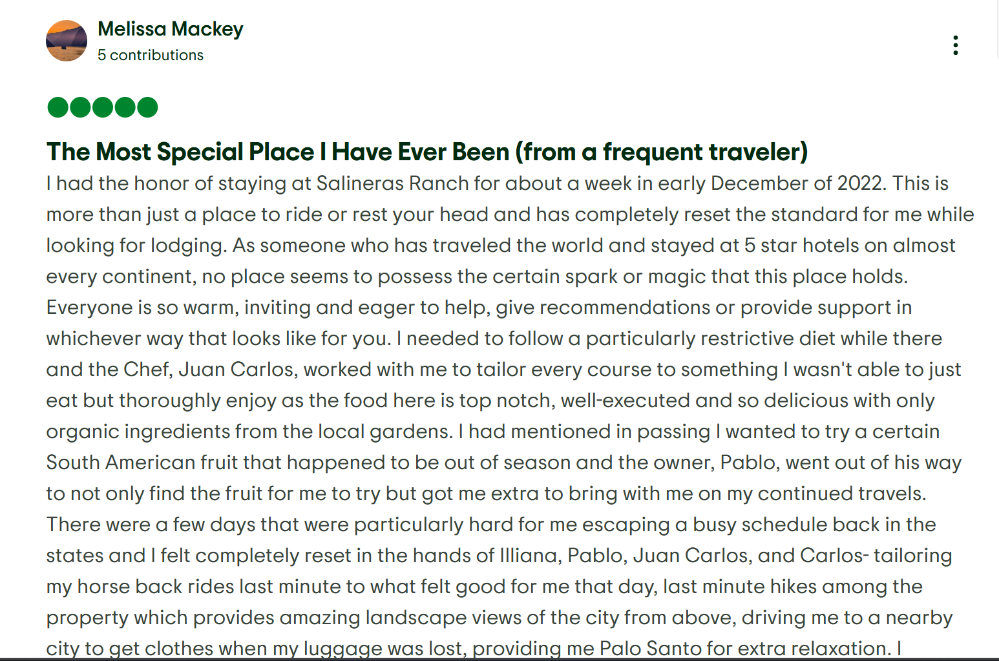 Melissa Mackey
5 contributions
The Most Special Place I Have Ever Been (from a frequent traveler)
I had the honor of staying at Salineras Ranch for about a week in early December of 2022. This is
more than just a place to ride or rest your head and has completely reset the standard for me while
looking for lodging. As someone who has traveled the world and stayed at 5 star hotels on almost
every continent, no place seems to possess the certain spark or magic that this place holds.
Everyone is so warm, inviting and eager to help, give recommendations or provide support in
whichever way that looks like for you. I needed to follow a particularly restrictive diet while there
and the Chef, Juan Carlos, worked with me to tailor every course to something I wasn't able to just
eat but thoroughly enjoy as the food here is top notch, well-executed and so delicious with only
organic ingredients from the local gardens. I had mentioned in passing I wanted to try a certain
South American fruit that happened to be out of season and the owner, Pablo, went out of his way
to not only find the fruit for me to try but got me extra to bring with me on my continued travels.
There were a few days that were particularly hard for me escaping a busy schedule back in the
states and I felt completely reset in the hands of Illiana, Pablo, Juan Carlos, and Carlos- tailoring
my horse back rides last minute to what felt good for me that day, last minute hikes among the
property which provides amazing landscape views of the city from above, driving me to a nearby
city to get clothes when my luggage was lost, providing me Palo Santo for extra relaxation. I